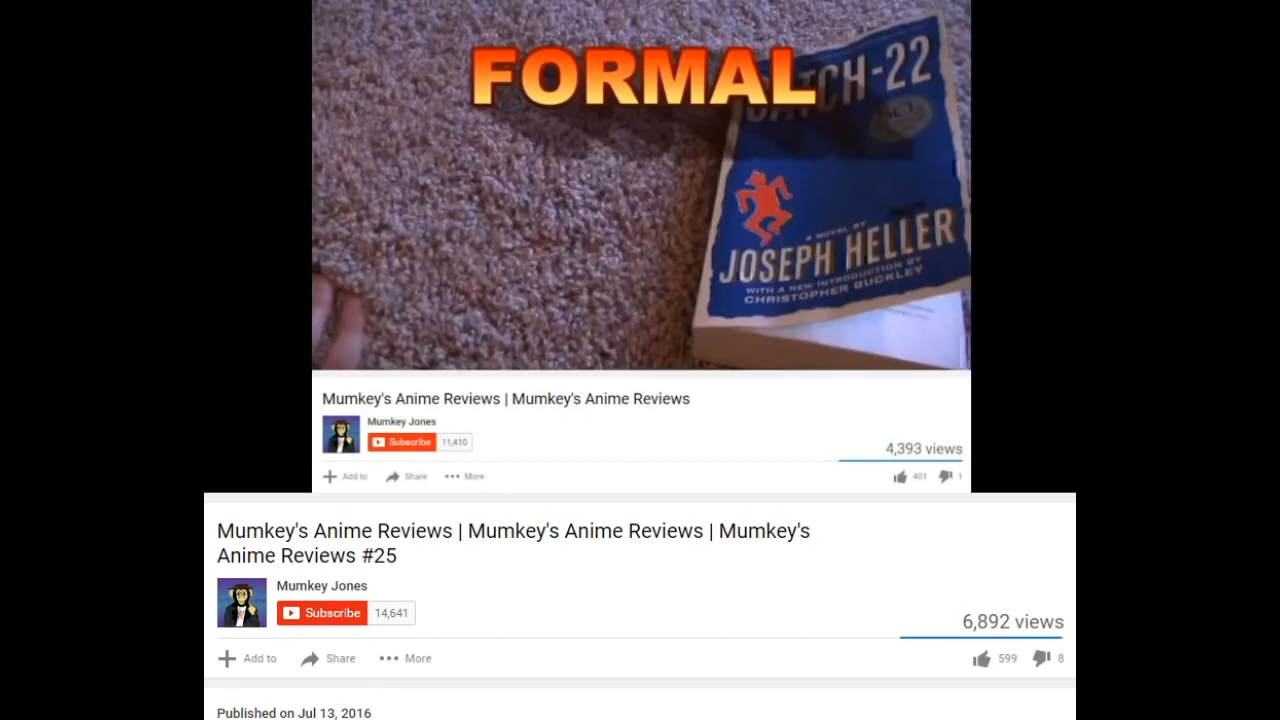 FORMAL
CATCH-22
A NOVEL BY
JOSEPH HELLER
WITH A NEW INTRODUCTION BY
CHRISTOPHER BUCKLEY
Mumkey's Anime Reviews | Mumkey's Anime Reviews
Mumkey Jones
Subscribe 11,410
4,393 views
Add to Share More 401 1
Mumkey's Anime Reviews | Mumkey's Anime Reviews | Mumkey's
Anime Reviews #25
Mumkey Jones
Subscribe 14,641
6,892 views
Add to Share More 599 8
Published on Jul 13, 2016